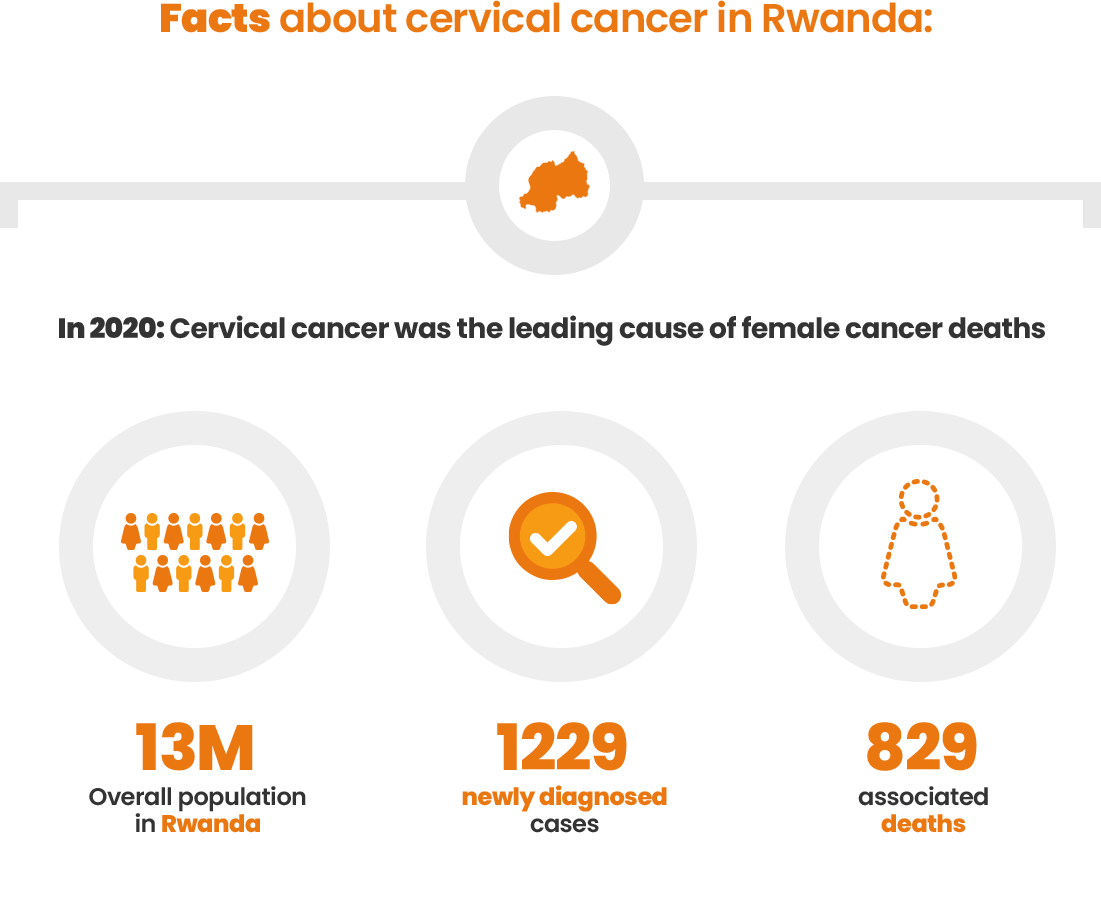 Facts about cervical cancer in Rwanda:
In 2020: Cervical cancer was the leading cause of female cancer deaths
13M
Overall population
in Rwanda
1229
newly diagnosed
cases
829
associated
deaths